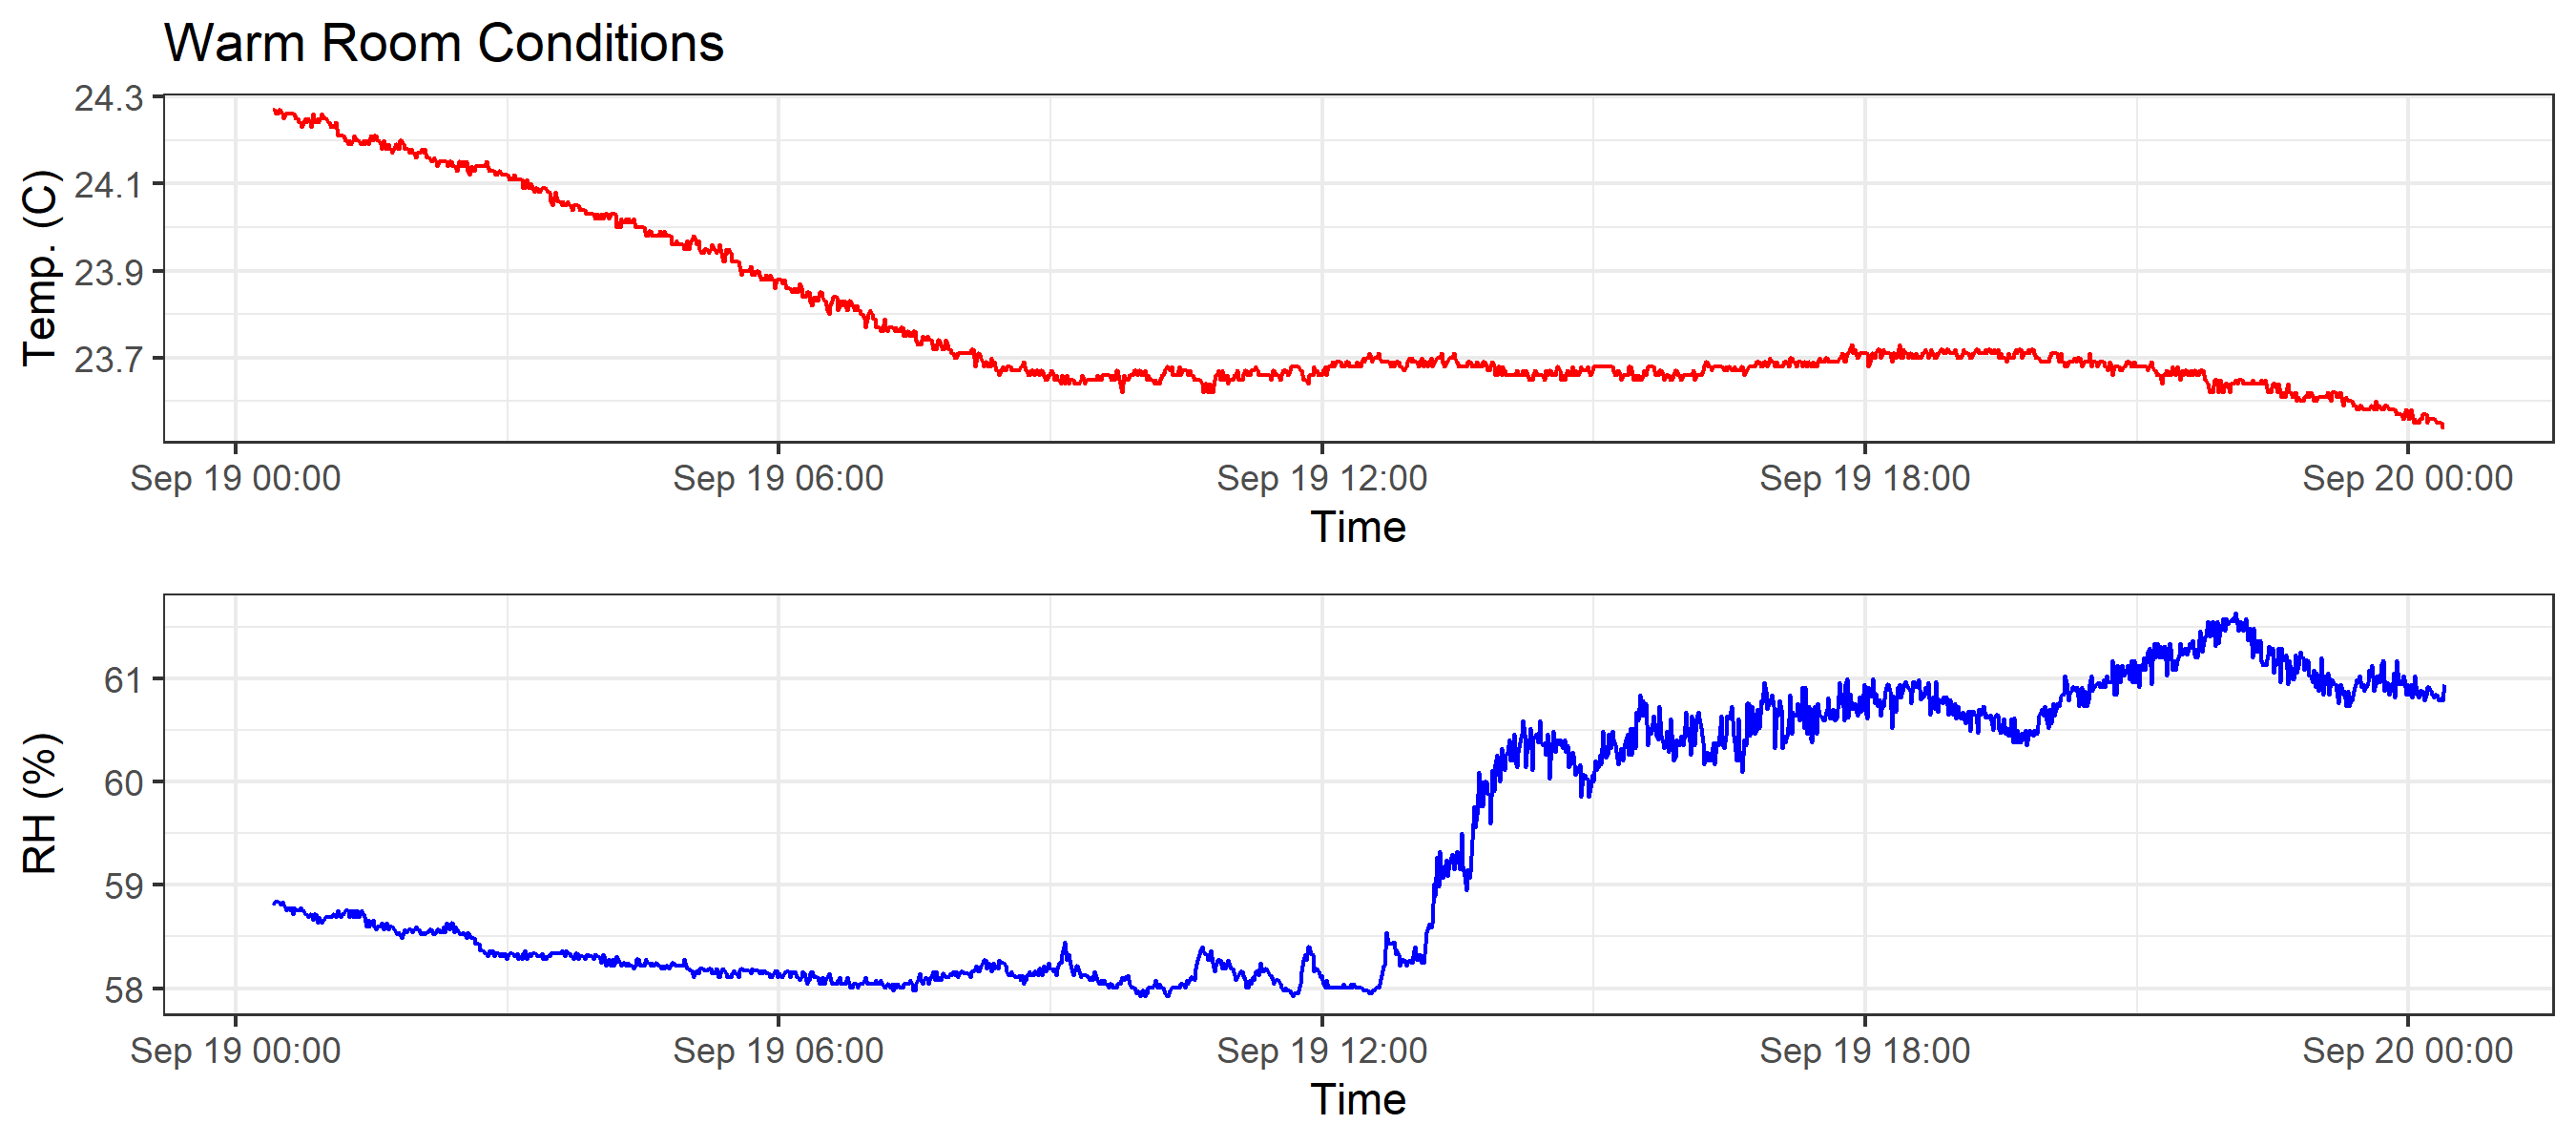 Warm Room Conditions
24.3
24.1
23.9
23.7
Temp. (C)
Sep 19 00:00 Sep 19 06:00 Sep 19 12:00 Sep 19 18:00 Sep 20 00:00
Time
61
60
59
58
RH (%)
Sep 19 00:00 Sep 19 06:00 Sep 19 12:00 Sep 19 18:00 Sep 20 00:00
Time